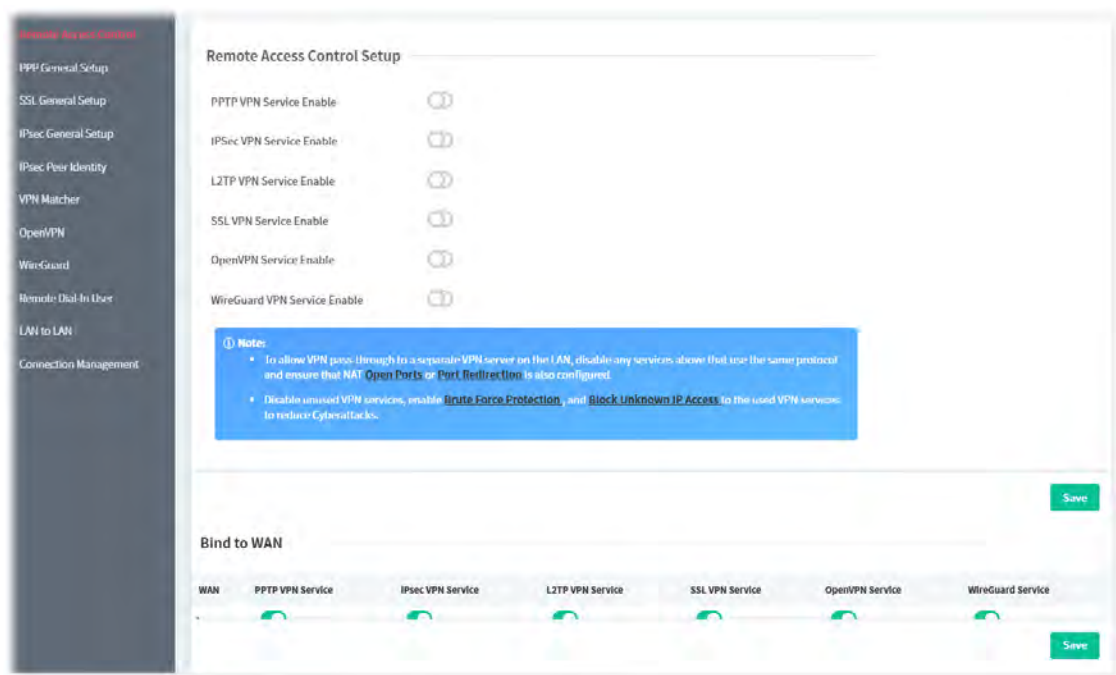 PPP General Setup
SSL General Setup
IPsec General Setup
IPsec Peer Identity
VPN Matcher
OpenVPN
WireGuard
Remote Dial-In User
LAN to LAN
Connection Management
Remote Access Control Setup
PPTP VPN Service Enable
IPSec VPN Service Enable
L2TP VPN Service Enable
SSL VPN Service Enable
OpenVPN Service Enable
WireGuard VPN Service Enable
Note:
• To allow VPN pass-through to a separate VPN server on the LAN, disable any services above that use the same protocol
and ensure that NAT Open Ports or Port Redirection is also configured.
• Disable unused VPN services, enable Brute Force Protection , and Block Unknown IP Access to the used VPN services
to reduce Cyberattacks.
Save
Bind to WAN
WAN PPTP VPN Service IPsec VPN Service L2TP VPN Service SSL VPN Service OpenVPN Service WireGuard Service
Save